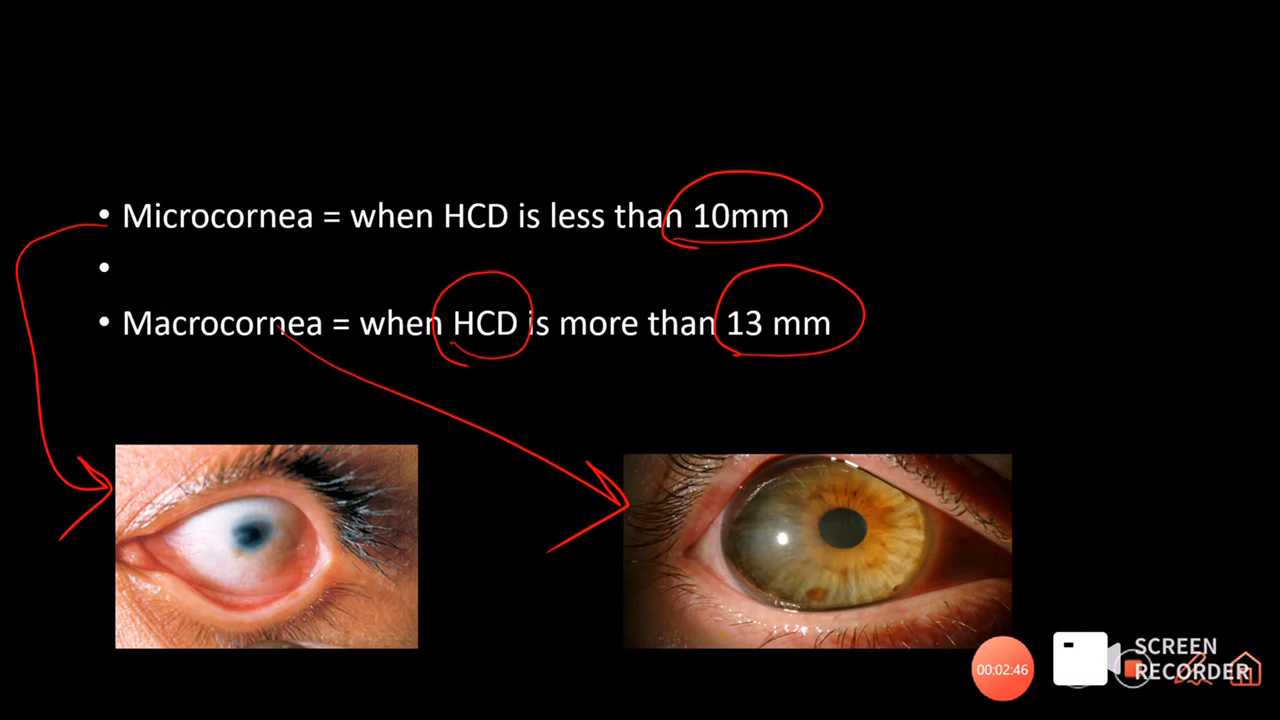 • Microcornea = when HCD is less than 10mm
•
• Macrocornea = when HCD is more than 13 mm
00:02:46
SCREEN
RECORDER